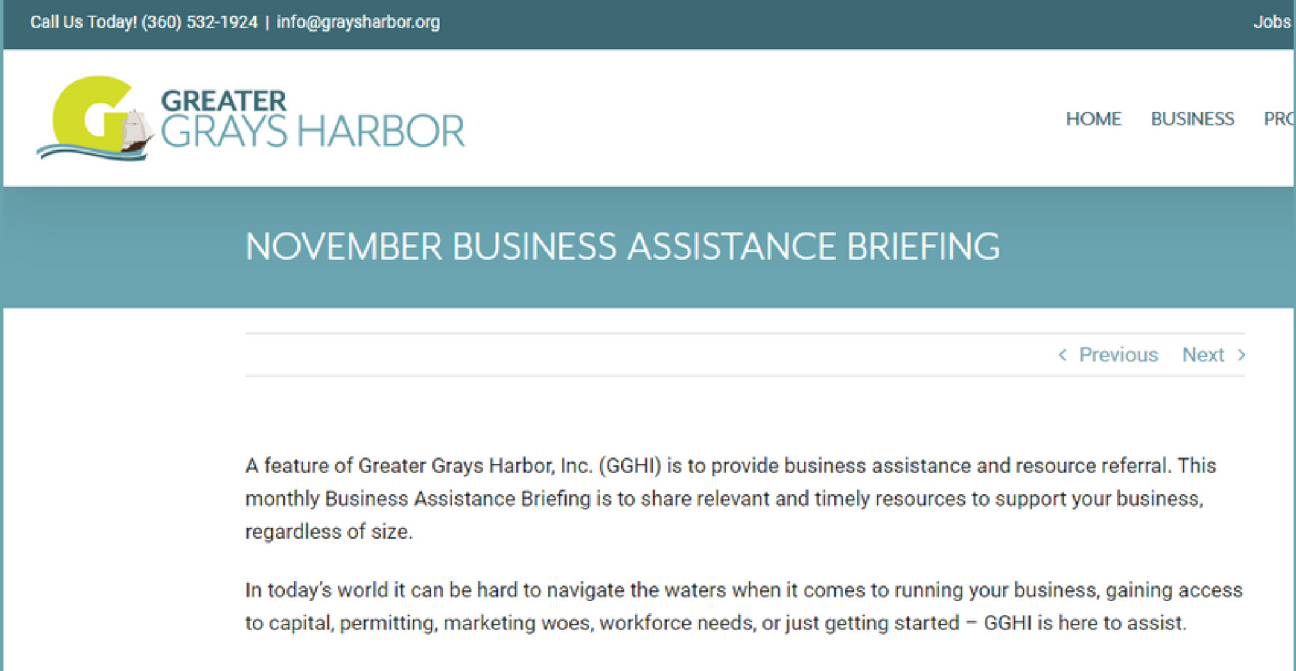 Call Us Today! (360) 532-1924 | info@graysharbor.org
Jobs
GREATER
GRAYS HARBOR
HOME BUSINESS
NOVEMBER BUSINESS ASSISTANCE BRIEFING
‹ Previous Next ›
A feature of Greater Grays Harbor, Inc. (GGHI) is to provide business assistance and resource referral. This
monthly Business Assistance Briefing is to share relevant and timely resources to support your business,
regardless of size.
In today’s world it can be hard to navigate the waters when it comes to running your business, gaining access
to capital, permitting, marketing woes, workforce needs, or just getting started – GGHI is here to assist.